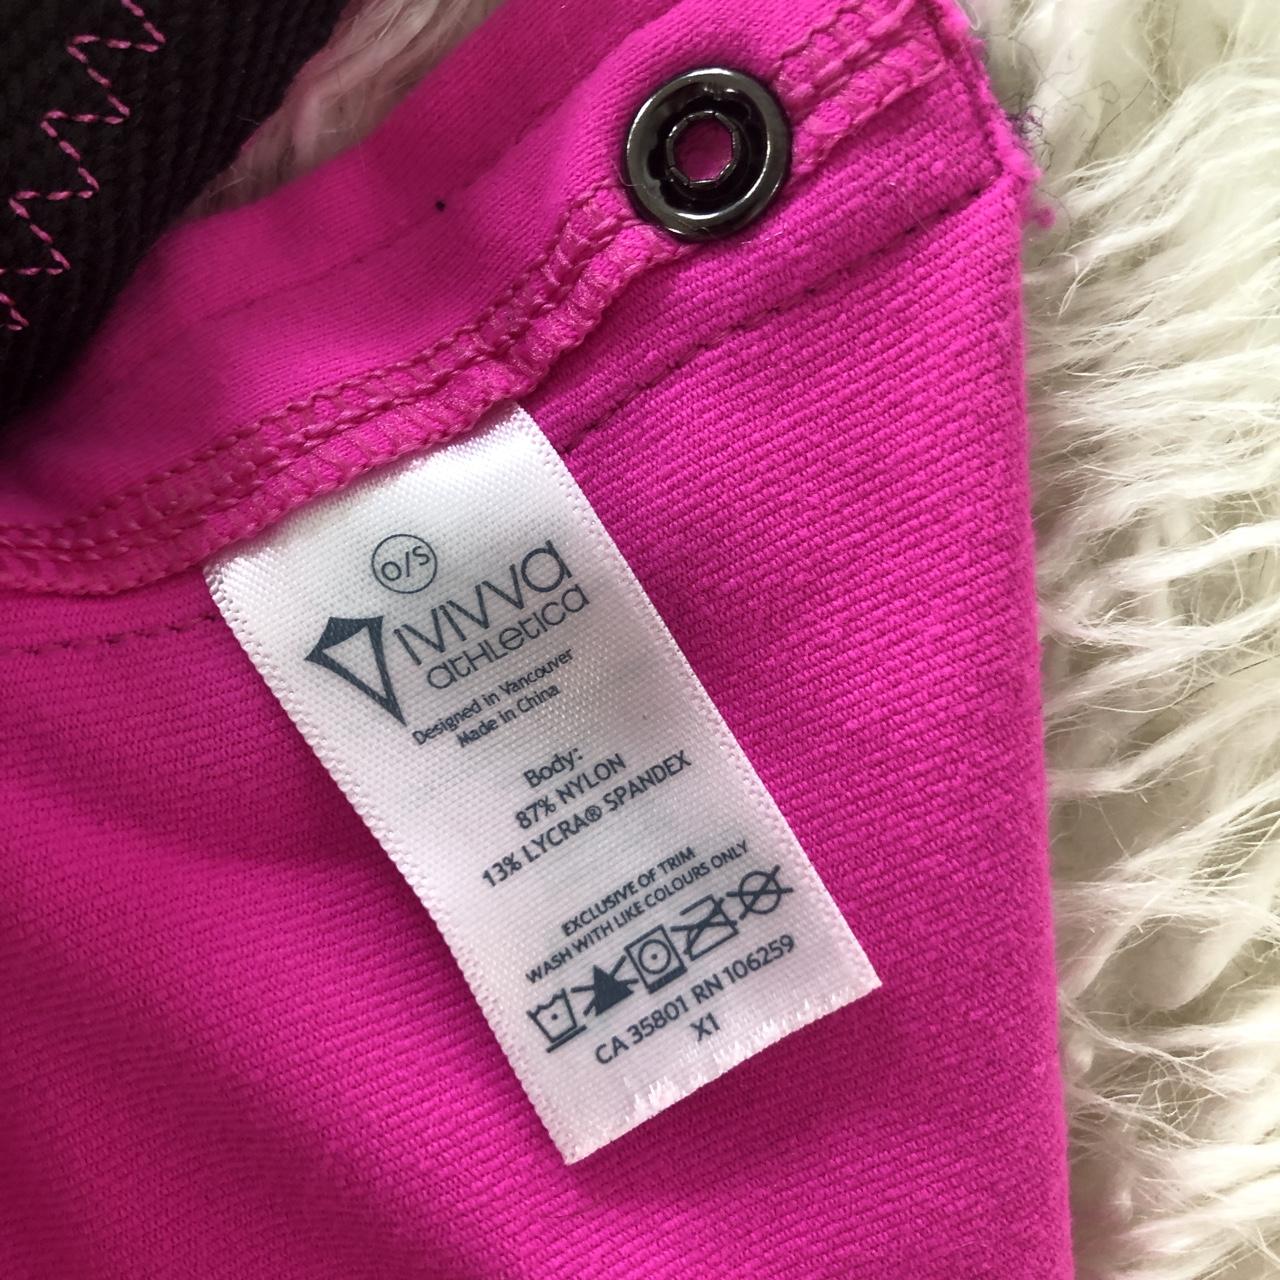 O/S
IVIVVA
atHLetica
Designed in Vancouver
Made in China
Body:
87% NYLON
13% LYCRA® SPANDEX
EXCLUSIVE OF TRIM
WASH WITH LIKE COLOURS ONLY
CA 35801 RN 106259
X1